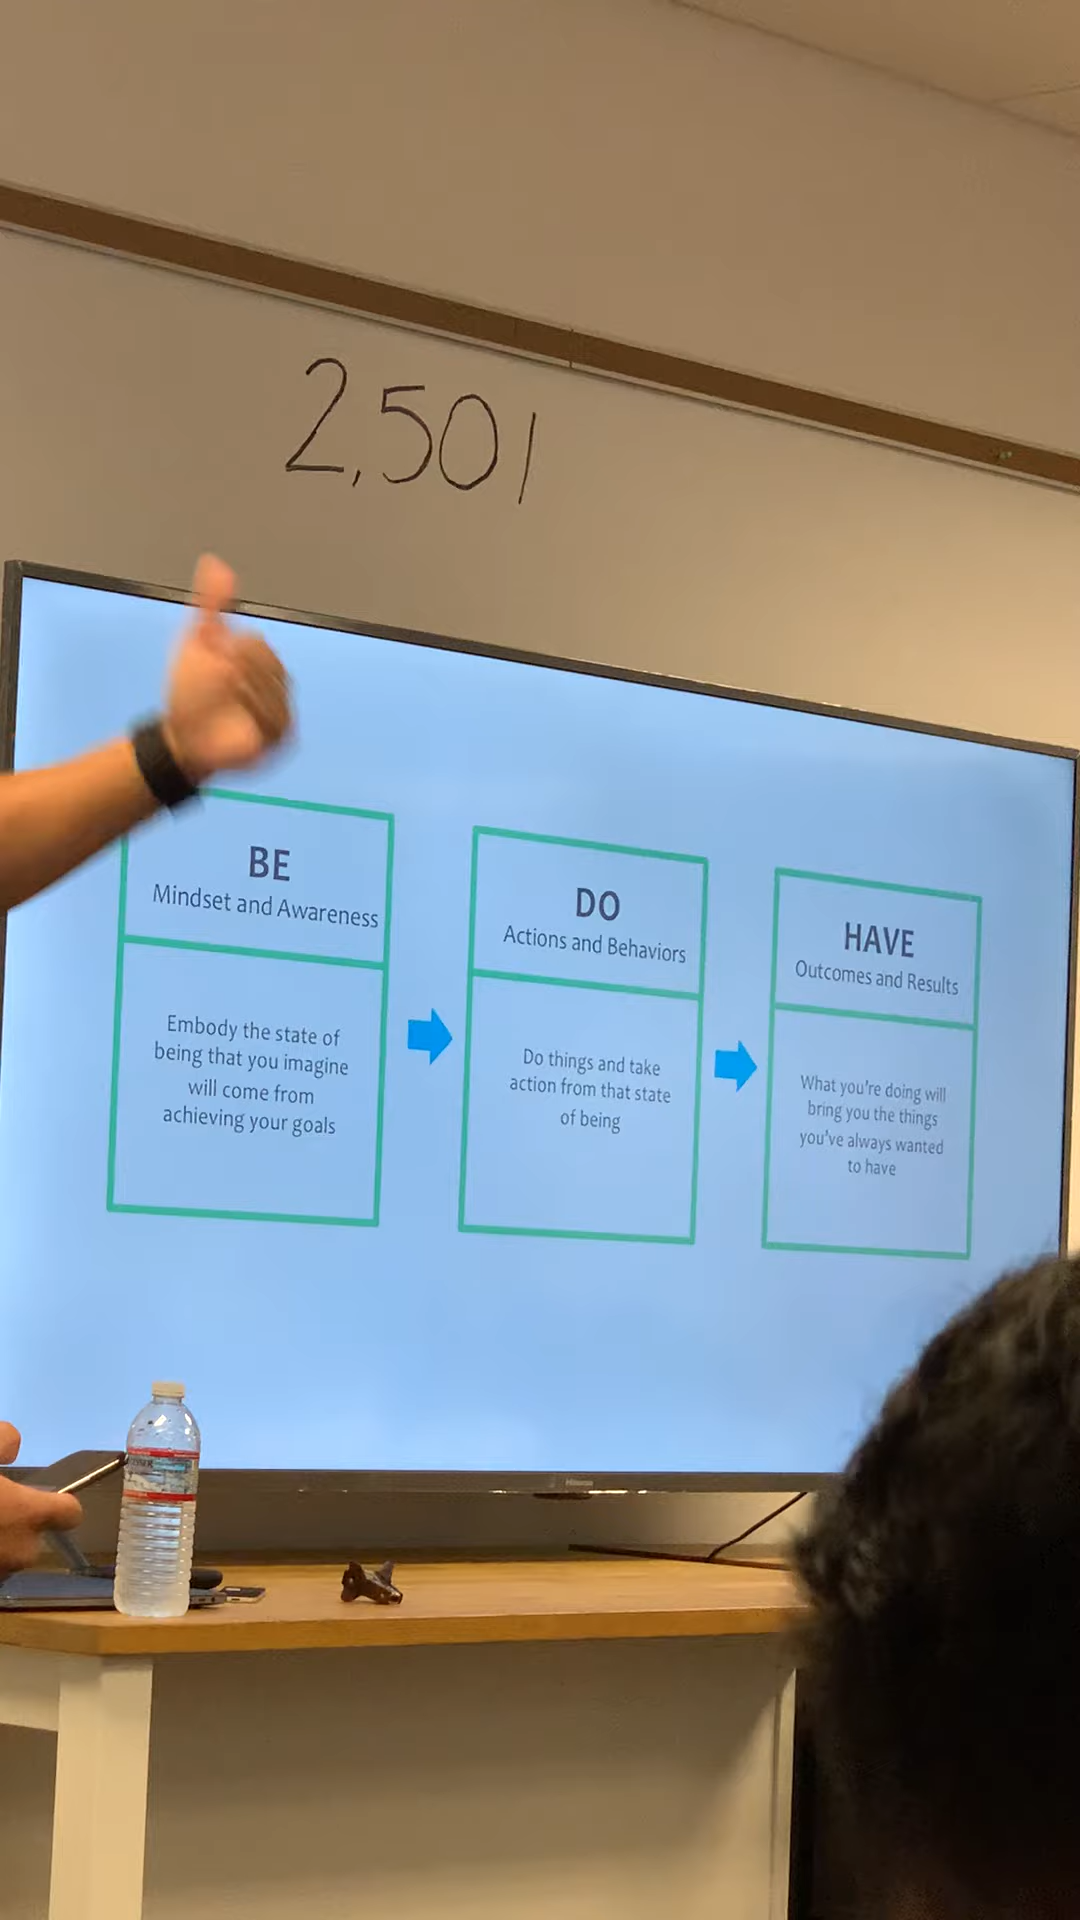 2,501
BE
Mindset and Awareness
Embody the state of
being that you imagine
will come from
achieving your goals
DO
Actions and Behaviors
Do things and take
action from that state
of being
HAVE
Outcomes and Results
What you're doing will
bring you the things
you've always wanted
to have
Hisense